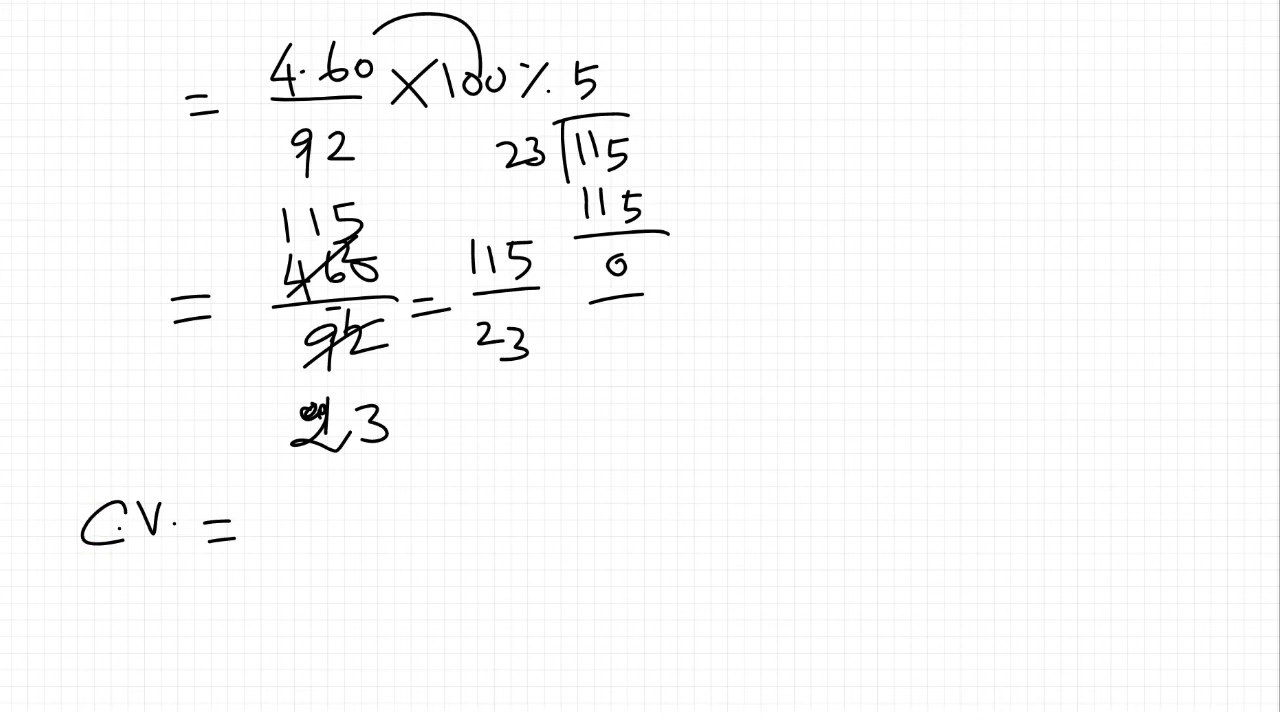 = 4.60 / 92 × 100 % 5
23 ) 115
115
115
= 460 / 92 = 115 / 23 0
23
C.V. =